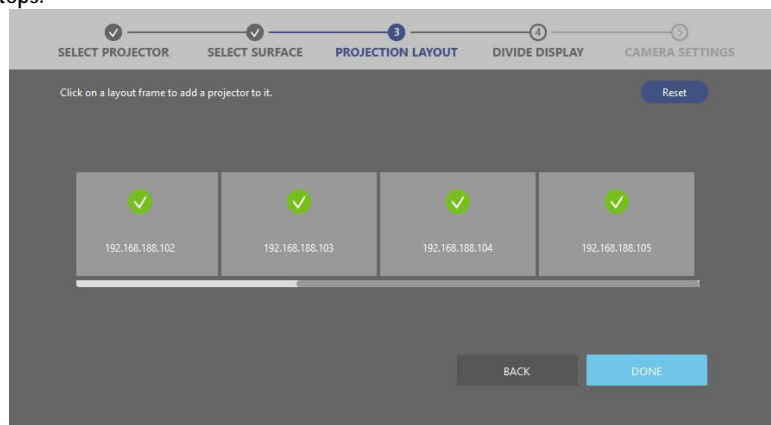 3 4 5
SELECT PROJECTOR SELECT SURFACE PROJECTION LAYOUT DIVIDE DISPLAY CAMERA SETTINGS
Click on a layout frame to add a projector to it. Reset
192.168.188.102 192.168.188.103 192.168.188.104 192.168.188.105
BACK DONE